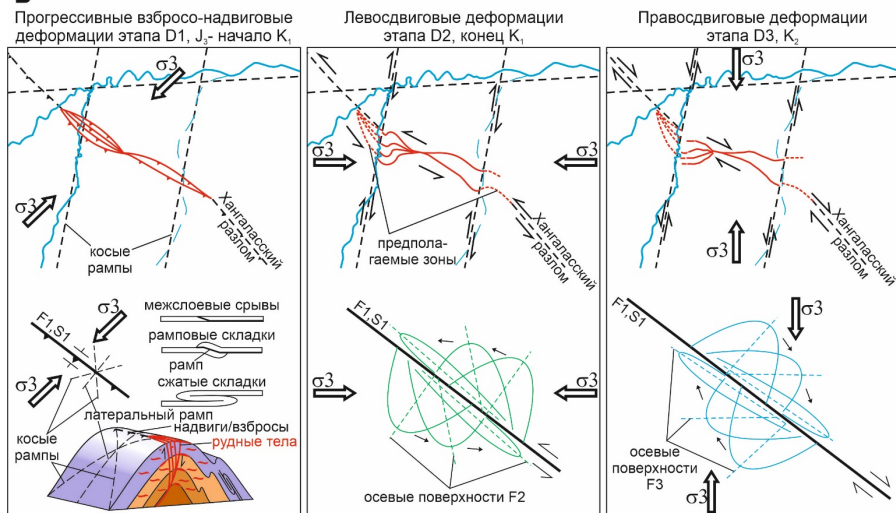 Прогрессивные взбросо-надвиговые
деформации этапа D1, J₃- начало K₁
σ3
σ3
косые
рампы
Хангаласский
разлом
F1,S1
σ3
σ3
межслоевые срывы
рамповые складки
рамп
сжатые складки
латеральный рамп
надвиги/взбросы
рудные тела
косые
рампы
Левосдвиговые деформации
этапа D2, конец K₁
σ3
σ3
предпола-
гаемые зоны
Хангаласский
разлом
F1,S1
σ3
σ3
осевые поверхности F2
Правосдвиговые деформации
этапа D3, K₂
σ3
σ3
Хангаласский
разлом
F1,S1
σ3
осевые
поверхности
F3
σ3